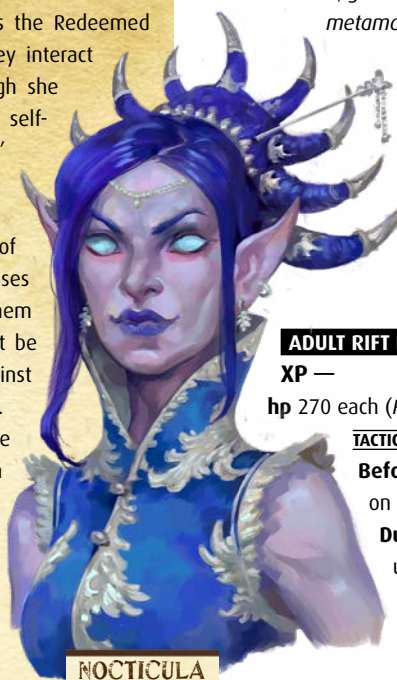 s the Redeemed
ey interact
gh she
self-
of
ses
em
t be
inst
.
e
metamo
ADULT RIFT
XP —
hp 270 each (
TACTIC
Befo
on
Du
u
NOCTICULA